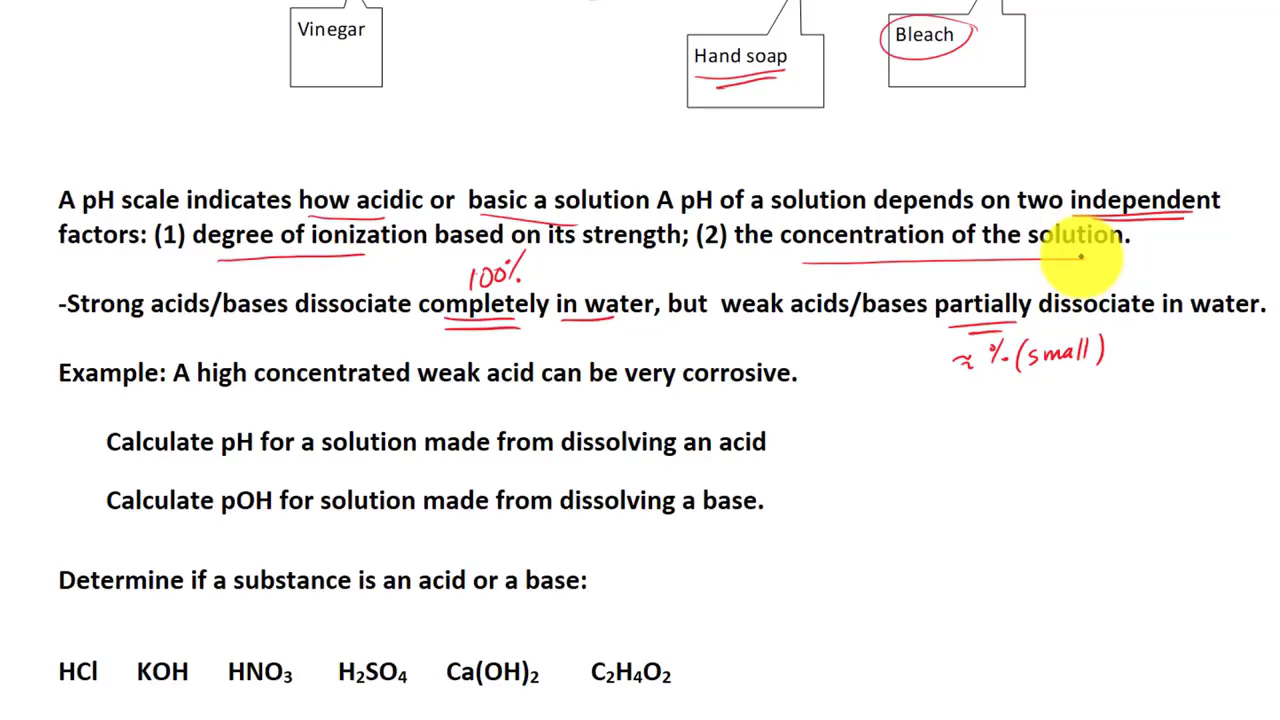 Vinegar
Hand soap
Bleach
A pH scale indicates how acidic or basic a solution A pH of a solution depends on two independent
factors: (1) degree of ionization based on its strength; (2) the concentration of the solution.
100%
-Strong acids/bases dissociate completely in water, but weak acids/bases partially dissociate in water.
≈ % (small)
Example: A high concentrated weak acid can be very corrosive.
Calculate pH for a solution made from dissolving an acid
Calculate pOH for solution made from dissolving a base.
Determine if a substance is an acid or a base:
HCl KOH HNO₃ H₂SO₄ Ca(OH)₂ C₂H₄O₂